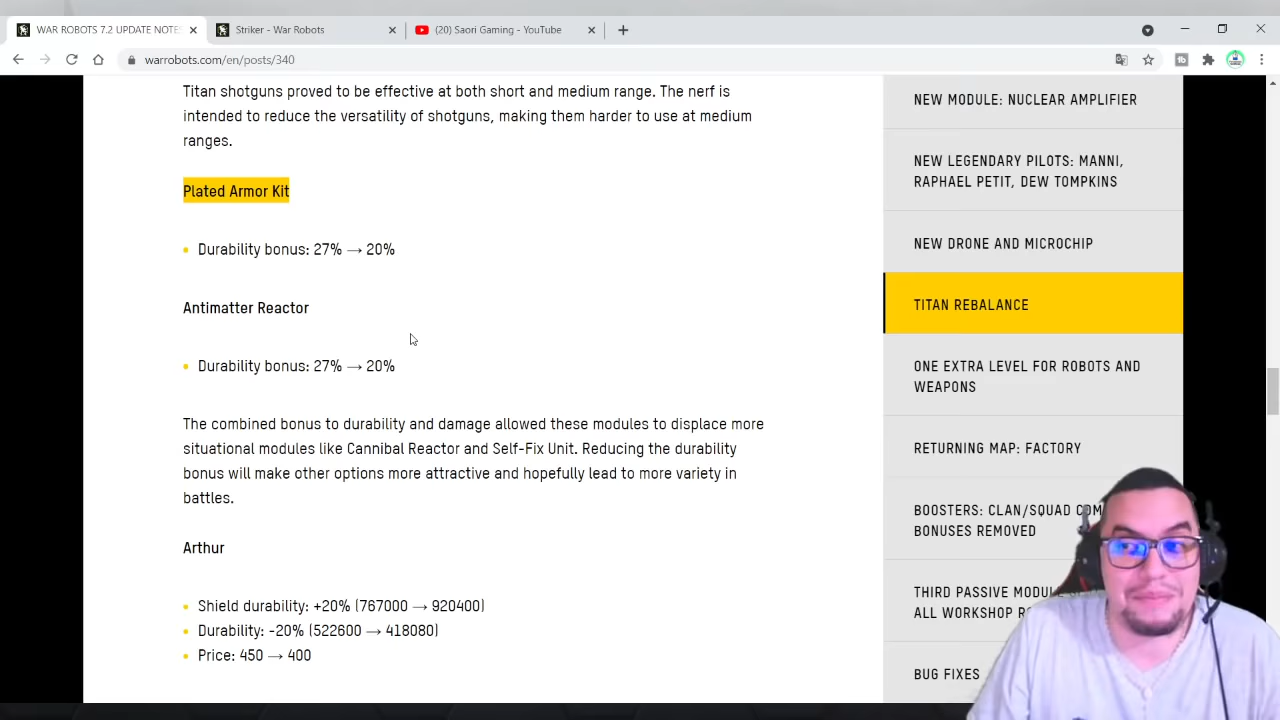 WAR ROBOTS 7.2 UPDATE NOTE
Striker - War Robots
(20) Saori Gaming - YouTube
warrobots.com/en/posts/340
Titan shotguns proved to be effective at both short and medium range. The nerf is
intended to reduce the versatility of shotguns, making them harder to use at medium
ranges.
Plated Armor Kit
Durability bonus: 27% → 20%
Antimatter Reactor
Durability bonus: 27% → 20%
The combined bonus to durability and damage allowed these modules to displace more
situational modules like Cannibal Reactor and Self-Fix Unit. Reducing the durability
bonus will make other options more attractive and hopefully lead to more variety in
battles.
Arthur
Shield durability: +20% (767000 → 920400)
Durability: -20% (522600 → 418080)
Price: 450 → 400
NEW MODULE: NUCLEAR AMPLIFIER
NEW LEGENDARY PILOTS: MANNI,
RAPHAEL PETIT, DEW TOMPKINS
NEW DRONE AND MICROCHIP
TITAN REBALANCE
ONE EXTRA LEVEL FOR ROBOTS AND
WEAPONS
RETURNING MAP: FACTORY
BOOSTERS: CLAN/SQUAD COM
BONUSES REMOVED
THIRD PASSIVE MODUL
ALL WORKSHOP RO
BUG FIXES